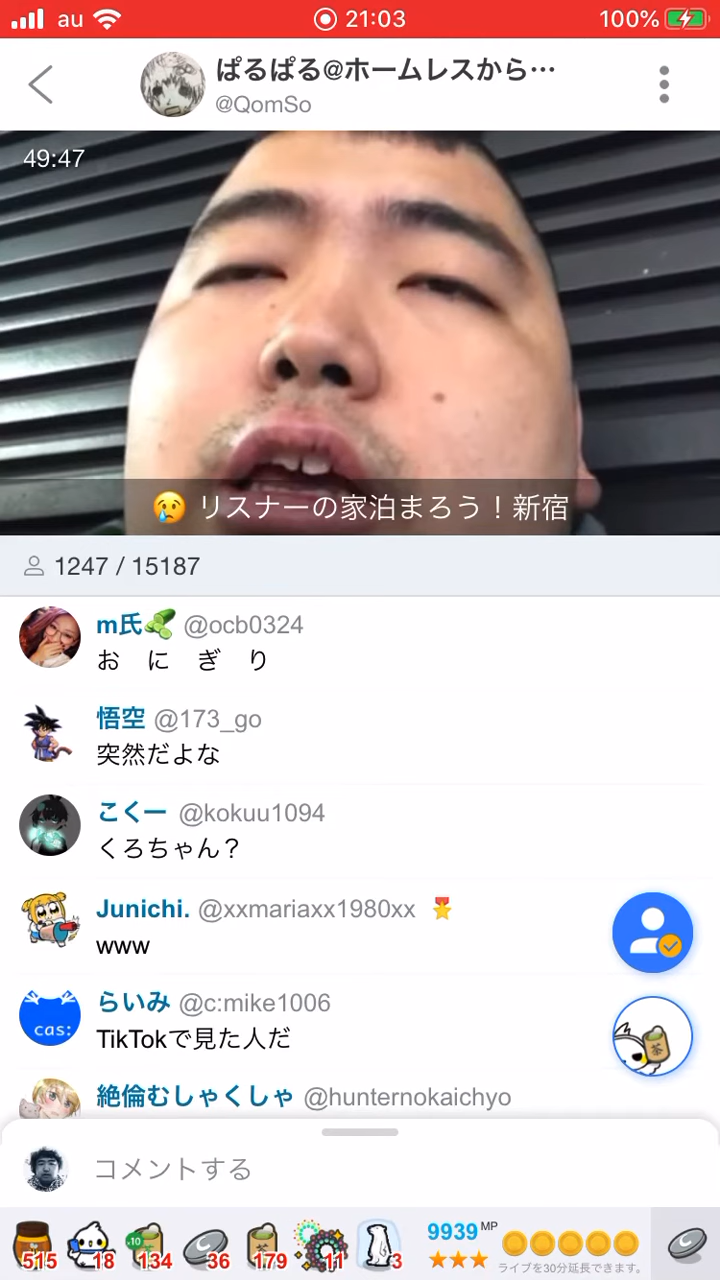 au 21:03 100%
ぱるぱる@ホームレスから…
@QomSo
49:47
😢 リスナーの家泊まろう！新宿
1247 / 15187
m氏🥒 @ocb0324
お　に　ぎ　り
悟空 @173_go
突然だよな
こくー @kokuu1094
くろちゃん？
Junichi. @xxmariaxx1980xx
www
らいみ @c:mike1006
cas:
TikTokで見た人だ
絶倫むしゃくしゃ @hunternokaichyo
茶
コメントする
515 18 ×10 134 36 茶 179 11 3 9939 MP
ライブを30分延長できます。